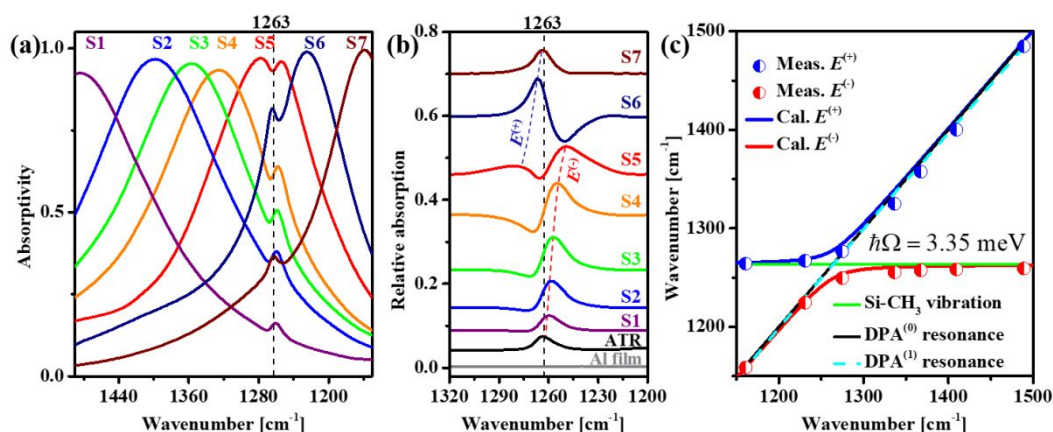 1263
(a)
S1
S2
S3
S4
S5
S6
S7
1.0
0.5
0.0
Absorptivity
1440
1360
1280
1200
Wavenumber [cm⁻¹]
1263
(b)
S7
S6
E⁽⁺⁾
S5
E⁽⁻⁾
S4
S3
S2
S1
ATR
Al film
0.8
0.6
0.4
0.2
0.0
Relative absorption
1320
1290
1260
1230
1200
Wavenumber [cm⁻¹]
(c)
Meas. E⁽⁺⁾
Meas. E⁽⁻⁾
Cal. E⁽⁺⁾
Cal. E⁽⁻⁾
ℏΩ = 3.35 meV
Si-CH₃ vibration
DPA⁽⁰⁾ resonance
DPA⁽¹⁾ resonance
1500
1400
1300
1200
Wavenumber [cm⁻¹]
1200
1300
1400
1500
Wavenumber [cm⁻¹]